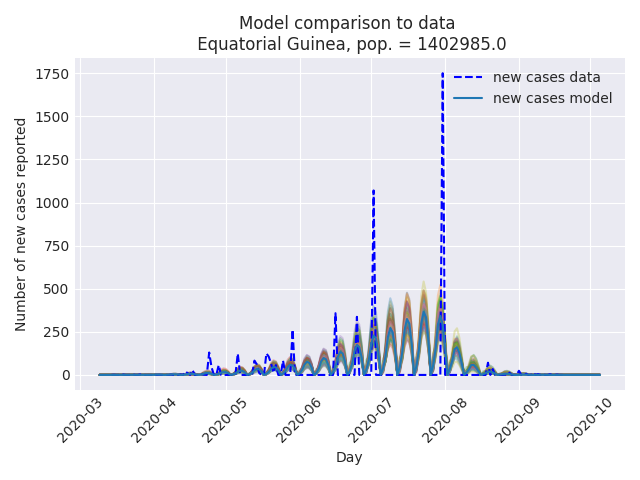 Model comparison to data
Equatorial Guinea, pop. = 1402985.0
new cases data
new cases model
Number of new cases reported
1750
1500
1250
1000
750
500
250
0
2020-03
2020-04
2020-05
2020-06
2020-07
2020-08
2020-09
2020-10
Day